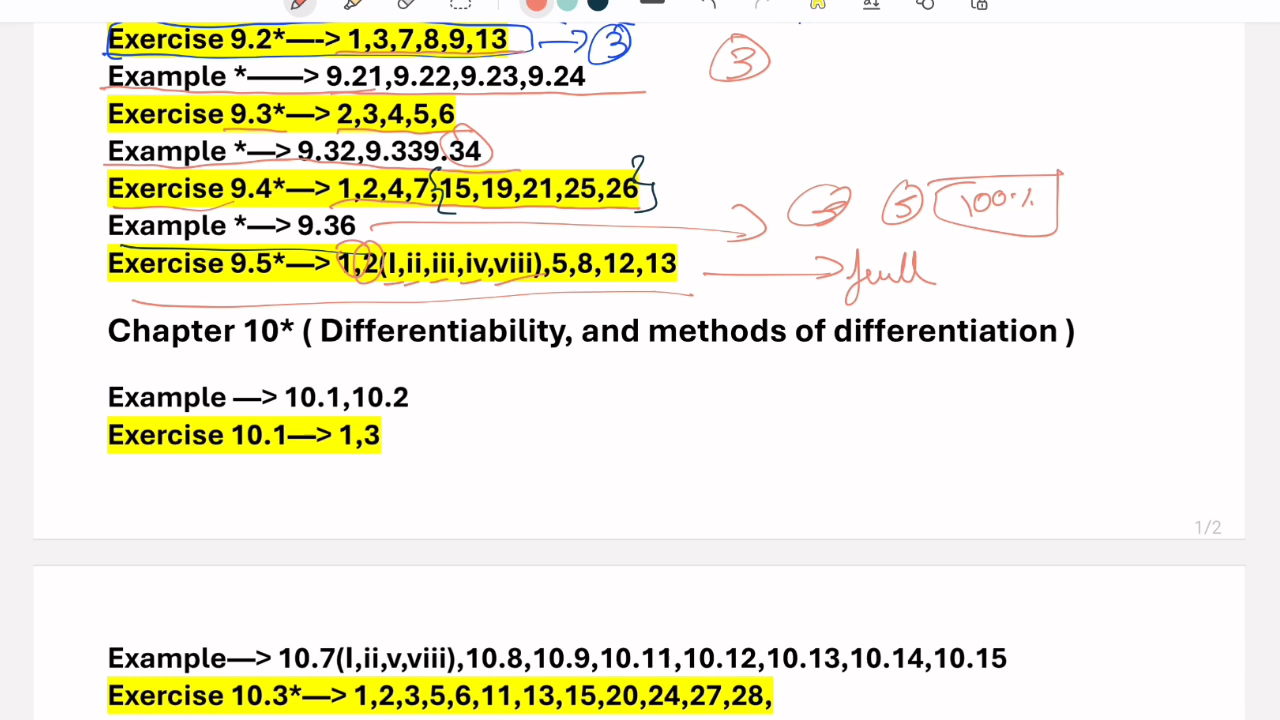 Exercise 9.2*—-> 1,3,7,8,9,13 → 3
3
Example *——> 9.21,9.22,9.23,9.24
Exercise 9.3*—> 2,3,4,5,6
Example *—> 9.32,9.339.34
Exercise 9.4*—> 1,2,4,7,15,19,21,25,26
5 100%
Example *—> 9.36
Exercise 9.5*—> 1,2(I,ii,iii,iv,viii),5,8,12,13 → full
Chapter 10* ( Differentiability, and methods of differentiation )
Example —> 10.1,10.2
Exercise 10.1—> 1,3
1/2
Example—> 10.7(I,ii,v,viii),10.8,10.9,10.11,10.12,10.13,10.14,10.15
Exercise 10.3*—> 1,2,3,5,6,11,13,15,20,24,27,28,